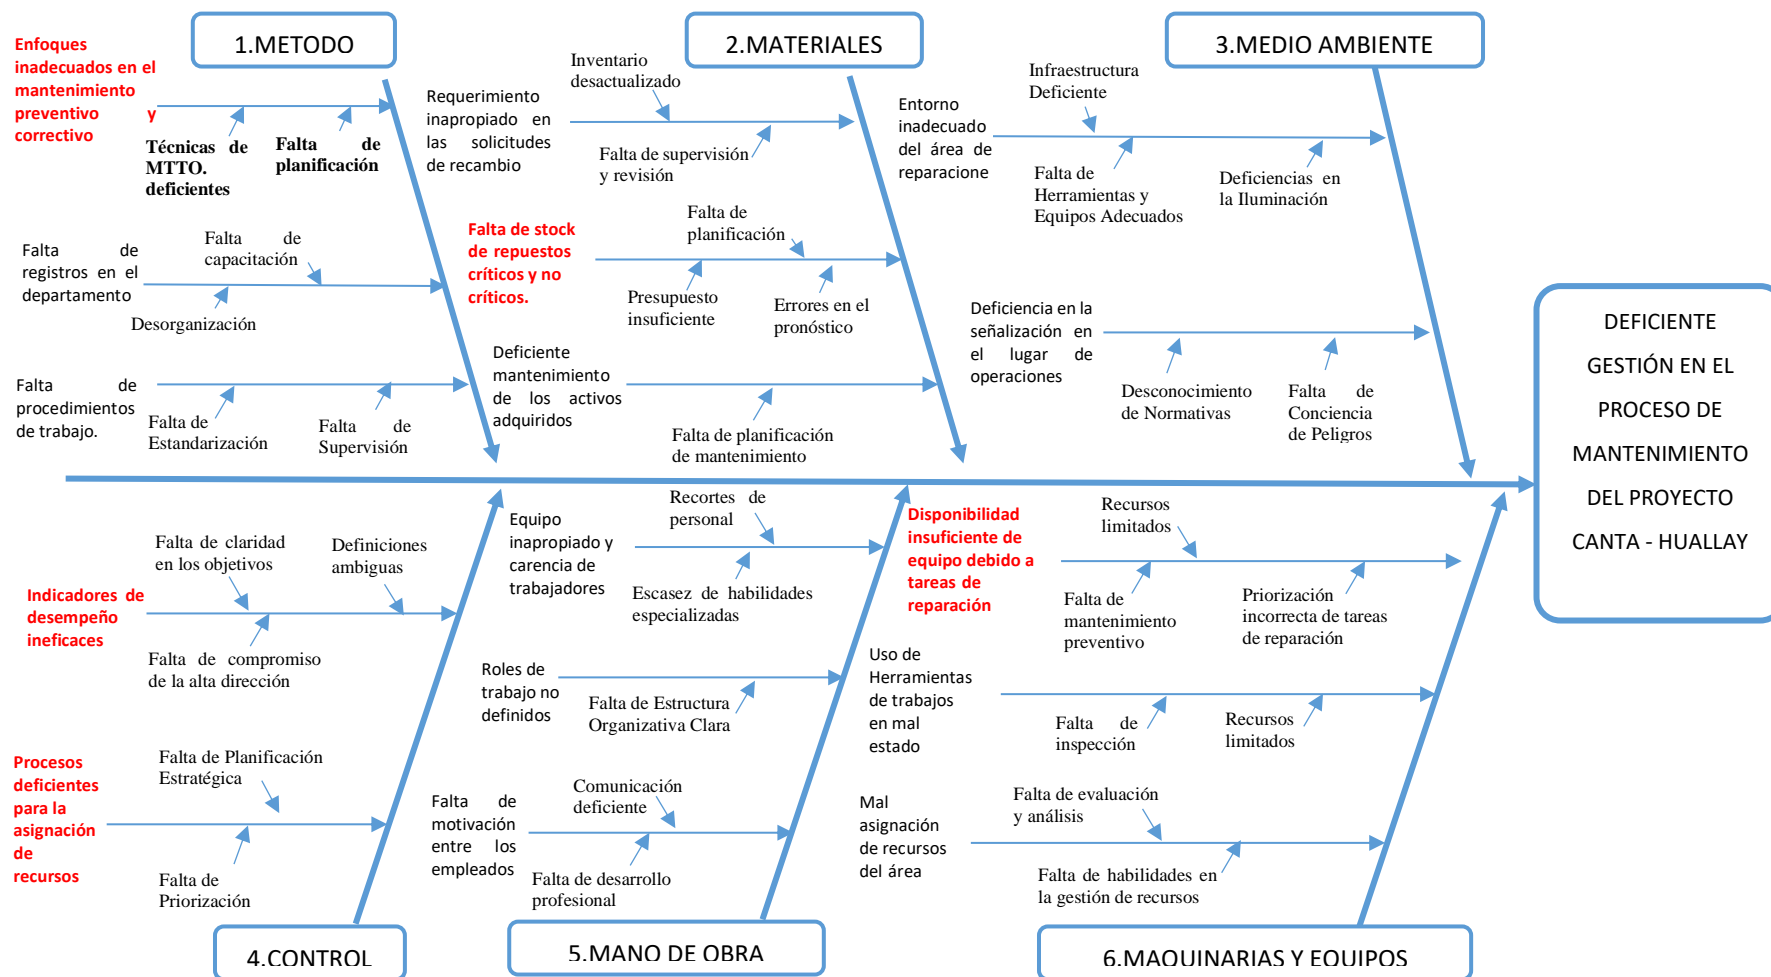 1.METODO
2.MATERIALES
3.MEDIO AMBIENTE
Enfoques
inadecuados en el
mantenimiento
preventivo y
correctivo
Técnicas de
MTTO.
deficientes
Falta de
planificación
Falta de
registros en el
departamento
Falta de
capacitación
Desorganización
Falta de
procedimientos
de trabajo.
Falta de
Estandarización
Falta de
Supervisión
Requerimiento
inapropiado en
las solicitudes
de recambio
Inventario
desactualizado
Falta de supervisión
y revisión
Falta de stock
de repuestos
críticos y no
críticos.
Falta de
planificación
Presupuesto
insuficiente
Errores en el
pronóstico
Deficiente
mantenimiento
de los activos
adquiridos
Falta de planificación
de mantenimiento
Entorno
inadecuado
del área de
reparacione
Infraestructura
Deficiente
Falta de
Herramientas y
Equipos Adecuados
Deficiencias en
la Iluminación
Deficiencia en la
señalización en
el lugar de
operaciones
Desconocimiento
de Normativas
Falta de
Conciencia
de Peligros
DEFICIENTE
GESTIÓN EN EL
PROCESO DE
MANTENIMIENTO
DEL PROYECTO
CANTA - HUALLAY
Indicadores de
desempeño
ineficaces
Falta de claridad
en los objetivos
Definiciones
ambiguas
Falta de compromiso
de la alta dirección
Procesos
deficientes
para la
asignación
de
recursos
Falta de Planificación
Estratégica
Falta de
Priorización
Equipo
inapropiado y
carencia de
trabajadores
Recortes de
personal
Escasez de habilidades
especializadas
Roles de
trabajo no
definidos
Falta de Estructura
Organizativa Clara
Falta de
motivación
entre los
empleados
Comunicación
deficiente
Falta de desarrollo
profesional
Disponibilidad
insuficiente de
equipo debido a
tareas de
reparación
Recursos
limitados
Falta de
mantenimiento
preventivo
Priorización
incorrecta de tareas
de reparación
Uso de
Herramientas
de trabajos
en mal
estado
Falta de
inspección
Recursos
limitados
Mal
asignación
de recursos
del área
Falta de evaluación
y análisis
Falta de habilidades en
la gestión de recursos
4.CONTROL
5.MANO DE OBRA
6.MAQUINARIAS Y EQUIPOS